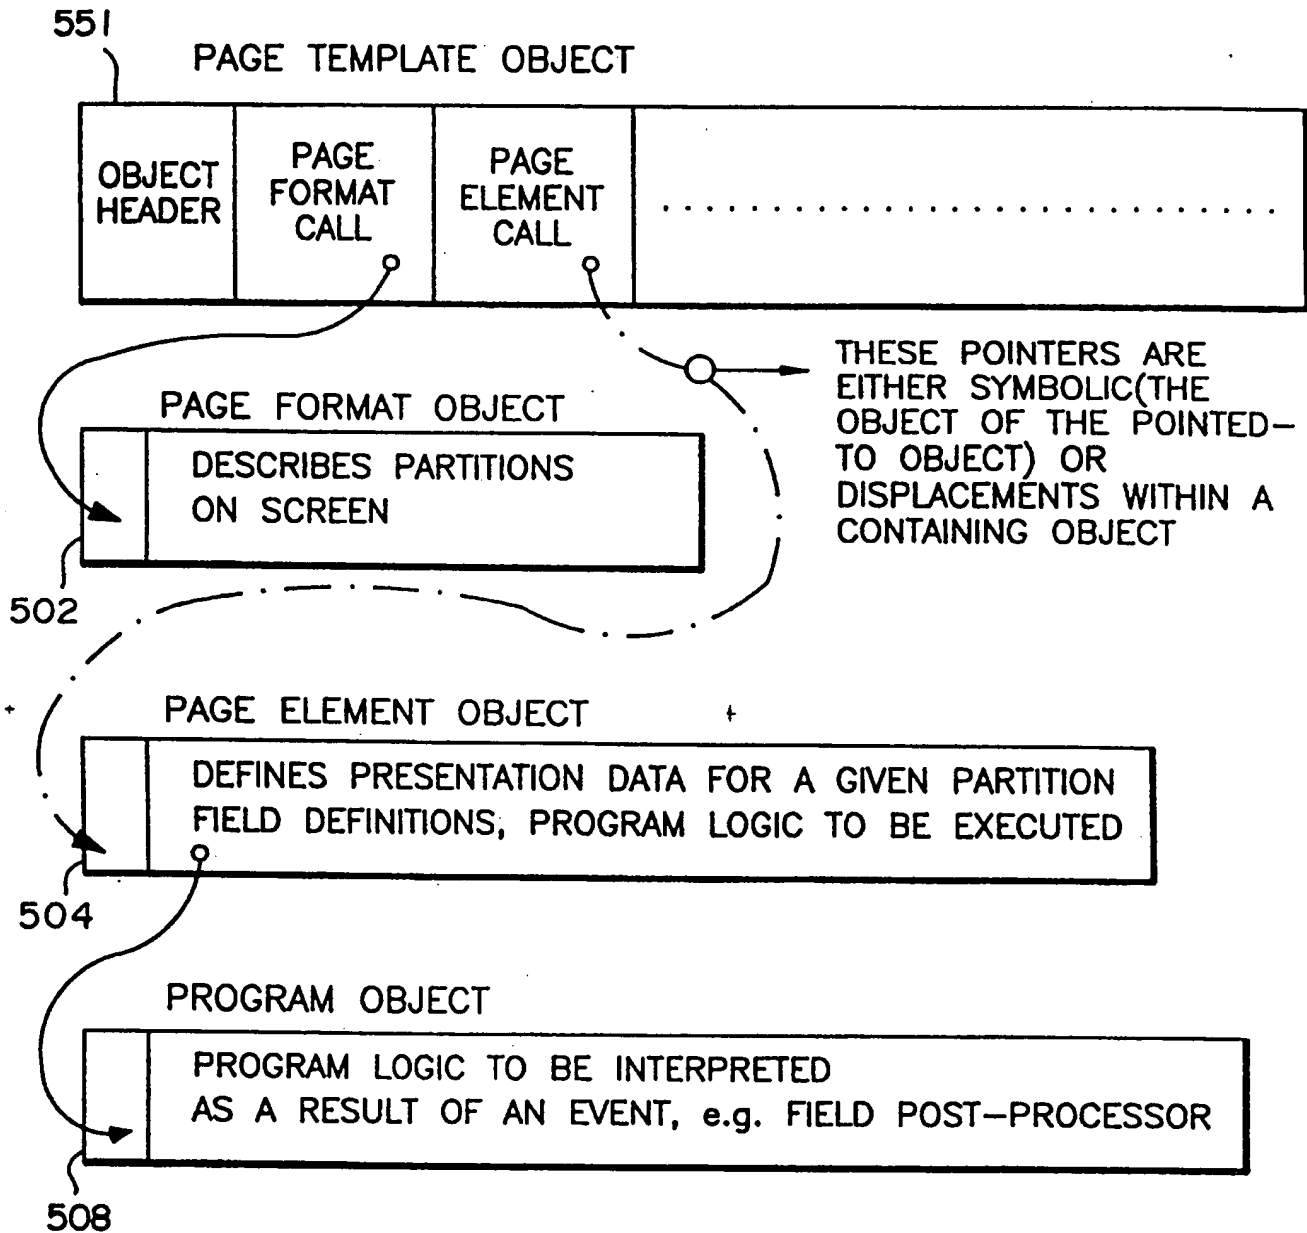 551
PAGE TEMPLATE OBJECT
OBJECT
HEADER
PAGE
FORMAT
CALL
PAGE
ELEMENT
CALL
. . . . . . . . . . . . . . . . . . . . . . . . . . . .
THESE POINTERS ARE
EITHER SYMBOLIC(THE
OBJECT OF THE POINTED-
TO OBJECT) OR
DISPLACEMENTS WITHIN A
CONTAINING OBJECT
PAGE FORMAT OBJECT
DESCRIBES PARTITIONS
ON SCREEN
502
PAGE ELEMENT OBJECT
DEFINES PRESENTATION DATA FOR A GIVEN PARTITION
FIELD DEFINITIONS, PROGRAM LOGIC TO BE EXECUTED
504
PROGRAM OBJECT
PROGRAM LOGIC TO BE INTERPRETED
AS A RESULT OF AN EVENT, e.g. FIELD POST-PROCESSOR
508